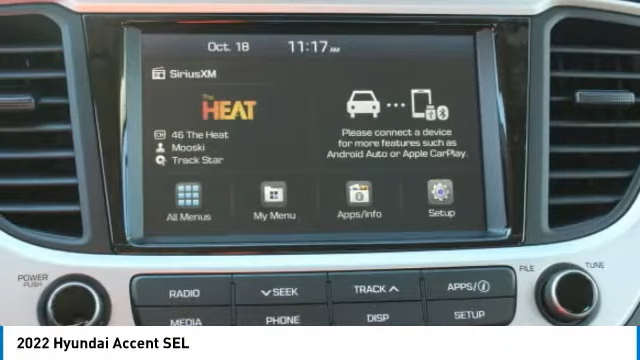 Oct. 18 11:17 AM
SiriusXM
The HEAT
CH 46 The Heat
Mooski
Track Star
Please connect a device
for more features such as
Android Auto or Apple CarPlay.
All Menus My Menu Apps/Info Setup
POWER
PUSH
FILE TUNE
RADIO SEEK TRACK APPS/i
MEDIA PHONE DISP SETUP
2022 Hyundai Accent SEL